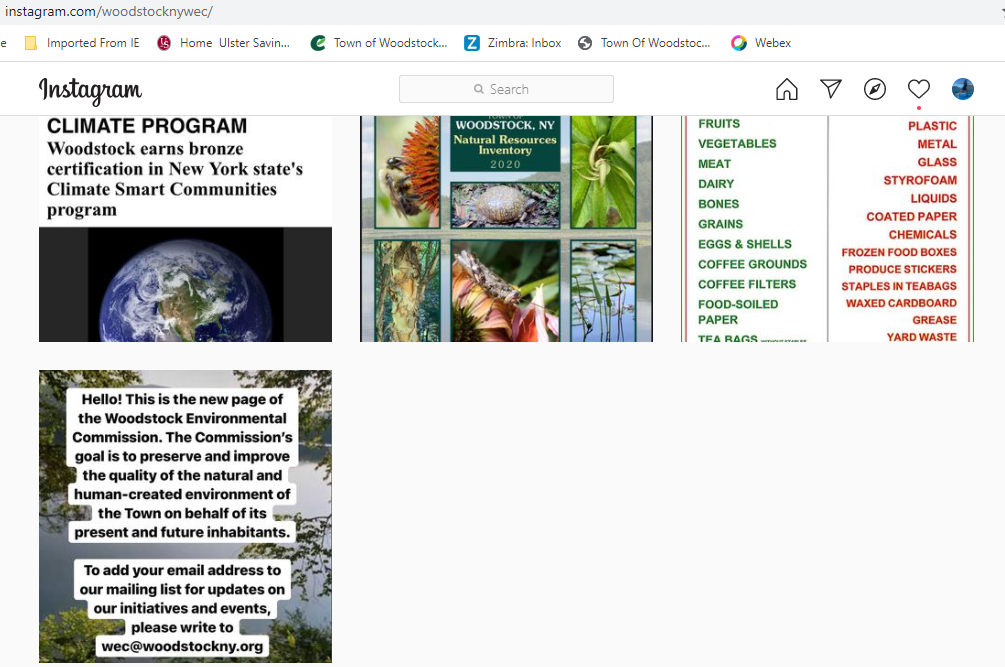 instagram.com/woodstocknywec/
e
Imported From IE
Home Ulster Savin...
Town of Woodstock...
Zimbra: Inbox
Town Of Woodstoc...
Webex
Instagram
Search
CLIMATE PROGRAM
Woodstock earns bronze
certification in New York state's
Climate Smart Communities
program
WOODSTOCK, NY
Natural Resources
Inventory
2020
FRUITS
VEGETABLES
MEAT
DAIRY
BONES
GRAINS
EGGS & SHELLS
COFFEE GROUNDS
COFFEE FILTERS
FOOD-SOILED
PAPER
TEA BAGS
PLASTIC
METAL
GLASS
STYROFOAM
LIQUIDS
COATED PAPER
CHEMICALS
FROZEN FOOD BOXES
PRODUCE STICKERS
STAPLES IN TEABAGS
WAXED CARDBOARD
GREASE
YARD WASTE
Hello! This is the new page of
the Woodstock Environmental
Commission. The Commission's
goal is to preserve and improve
the quality of the natural and
human-created environment of
the Town on behalf of its
present and future inhabitants.
To add your email address to
our mailing list for updates on
our initiatives and events,
please write to
wec@woodstockny.org